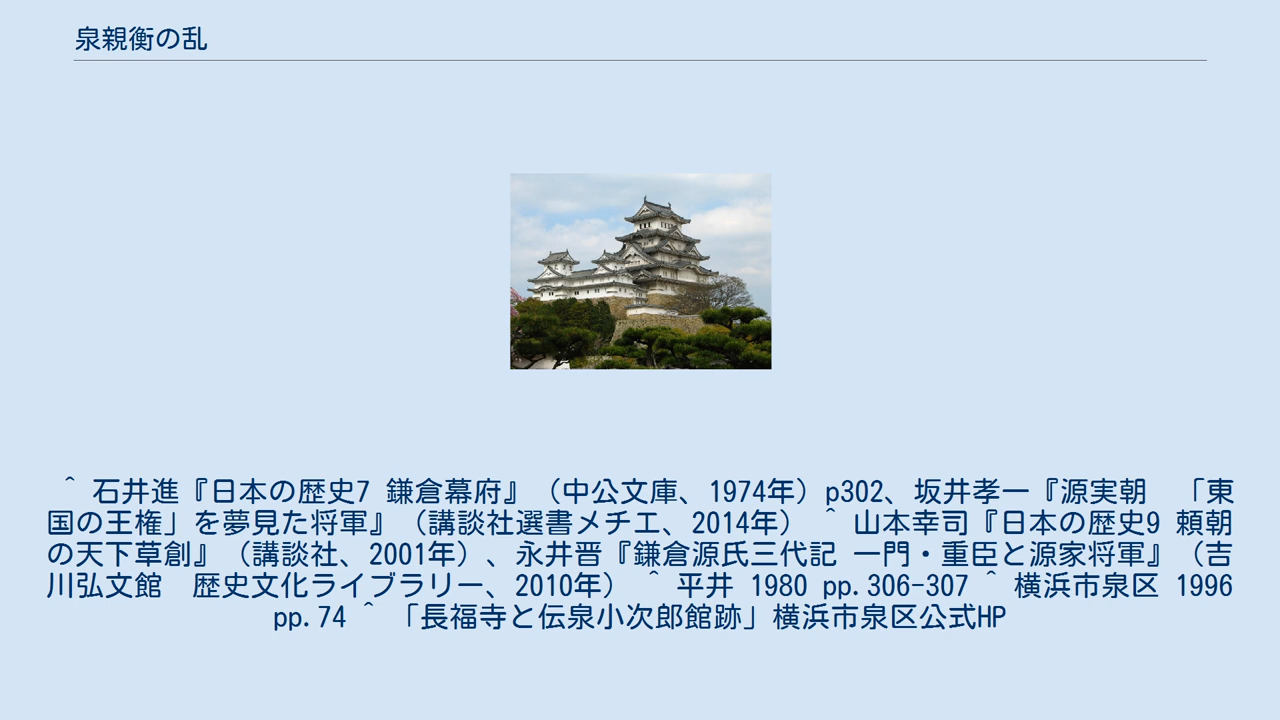 泉親衡の乱
＾ 石井進『日本の歴史7 鎌倉幕府』（中公文庫、1974年）p302、坂井孝一『源実朝　「東
国の王権」を夢見た将軍』（講談社選書メチエ、2014年） ＾ 山本幸司『日本の歴史9 頼朝
の天下草創』（講談社、2001年）、永井晋『鎌倉源氏三代記 一門・重臣と源家将軍』（吉
川弘文館　歴史文化ライブラリー、2010年） ＾ 平井 1980 pp.306-307 ＾ 横浜市泉区 1996
pp.74 ＾ 「長福寺と伝泉小次郎館跡」横浜市泉区公式HP